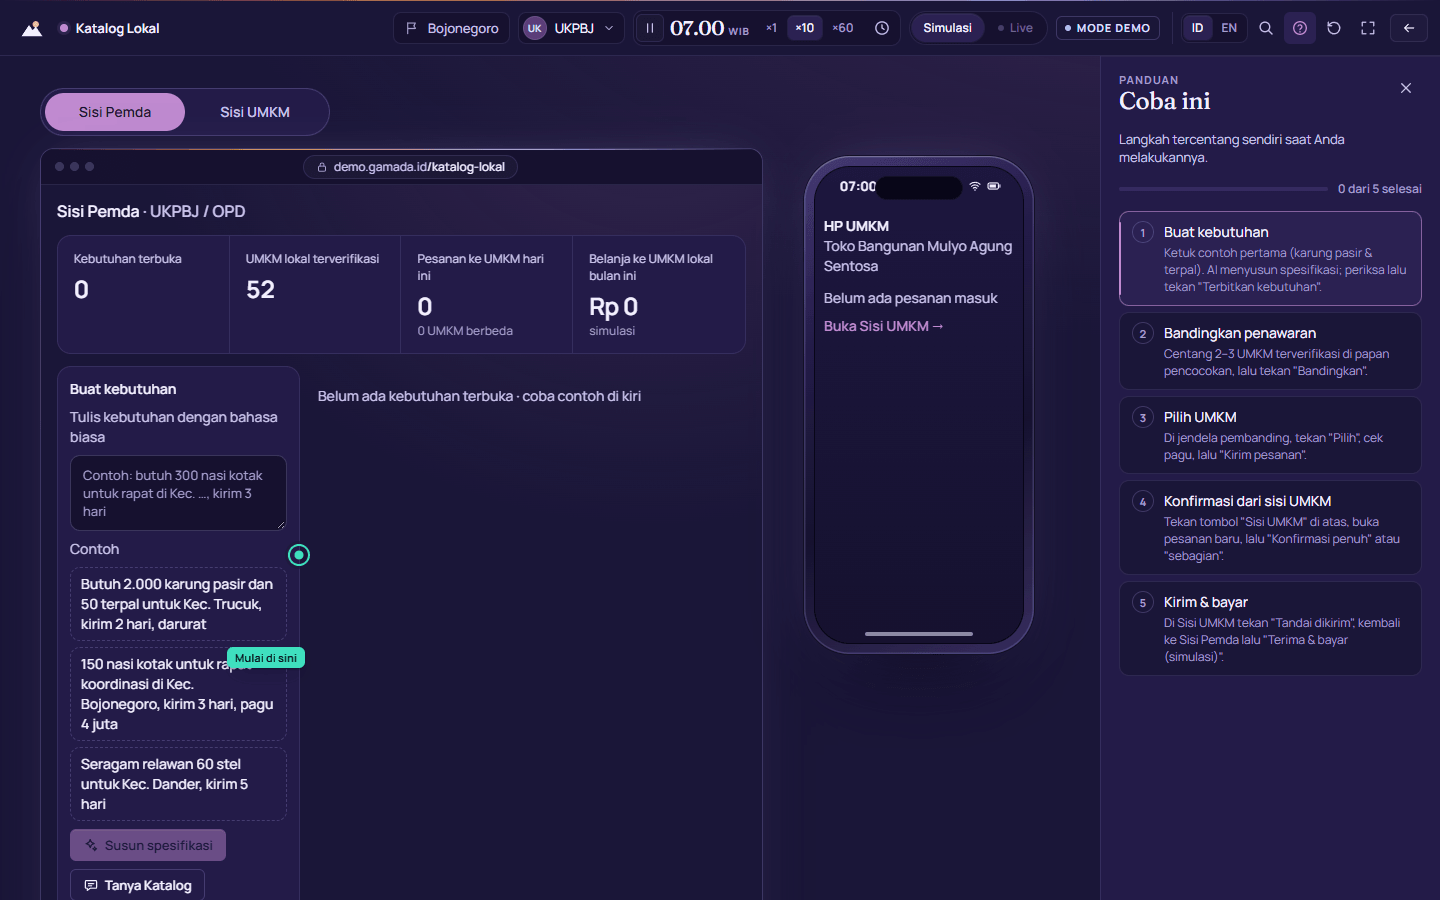 Katalog Lokal
Bojonegoro
UK UKPBJ
07.00 WIB
×1 ×10 ×60
Simulasi Live
MODE DEMO
ID EN
Sisi Pemda Sisi UMKM
demo.gamada.id/katalog-lokal
Sisi Pemda · UKPBJ / OPD
Kebutuhan terbuka
0
UMKM lokal terverifikasi
52
Pesanan ke UMKM hari
ini
0
0 UMKM berbeda
Belanja ke UMKM lokal
bulan ini
Rp 0
simulasi
Buat kebutuhan
Tulis kebutuhan dengan bahasa
biasa
Contoh: butuh 300 nasi kotak
untuk rapat di Kec. ..., kirim 3
hari
Contoh
Butuh 2.000 karung pasir dan
50 terpal untuk Kec. Trucuk,
kirim 2 hari, darurat
Mulai di sini
150 nasi kotak untuk
koordinasi di Kec.
Bojonegoro, kirim 3 hari, pagu
4 juta
Seragam relawan 60 stel
untuk Kec. Dander, kirim 5
hari
Susun spesifikasi
Tanya Katalog
Belum ada kebutuhan terbuka · coba contoh di kiri
07:00
HP UMKM
Toko Bangunan Mulyo Agung
Sentosa
Belum ada pesanan masuk
Buka Sisi UMKM →
PANDUAN
Coba ini
Langkah tercentang sendiri saat Anda
melakukannya.
0 dari 5 selesai
1 Buat kebutuhan
Ketuk contoh pertama (karung pasir &
terpal). AI menyusun spesifikasi; periksa lalu
tekan "Terbitkan kebutuhan".
2 Bandingkan penawaran
Centang 2–3 UMKM terverifikasi di papan
pencocokan, lalu tekan "Bandingkan".
3 Pilih UMKM
Di jendela pembanding, tekan "Pilih", cek
pagu, lalu "Kirim pesanan".
4 Konfirmasi dari sisi UMKM
Tekan tombol "Sisi UMKM" di atas, buka
pesanan baru, lalu "Konfirmasi penuh" atau
"sebagian".
5 Kirim & bayar
Di Sisi UMKM tekan "Tandai dikirim", kembali
ke Sisi Pemda lalu "Terima & bayar
(simulasi)".